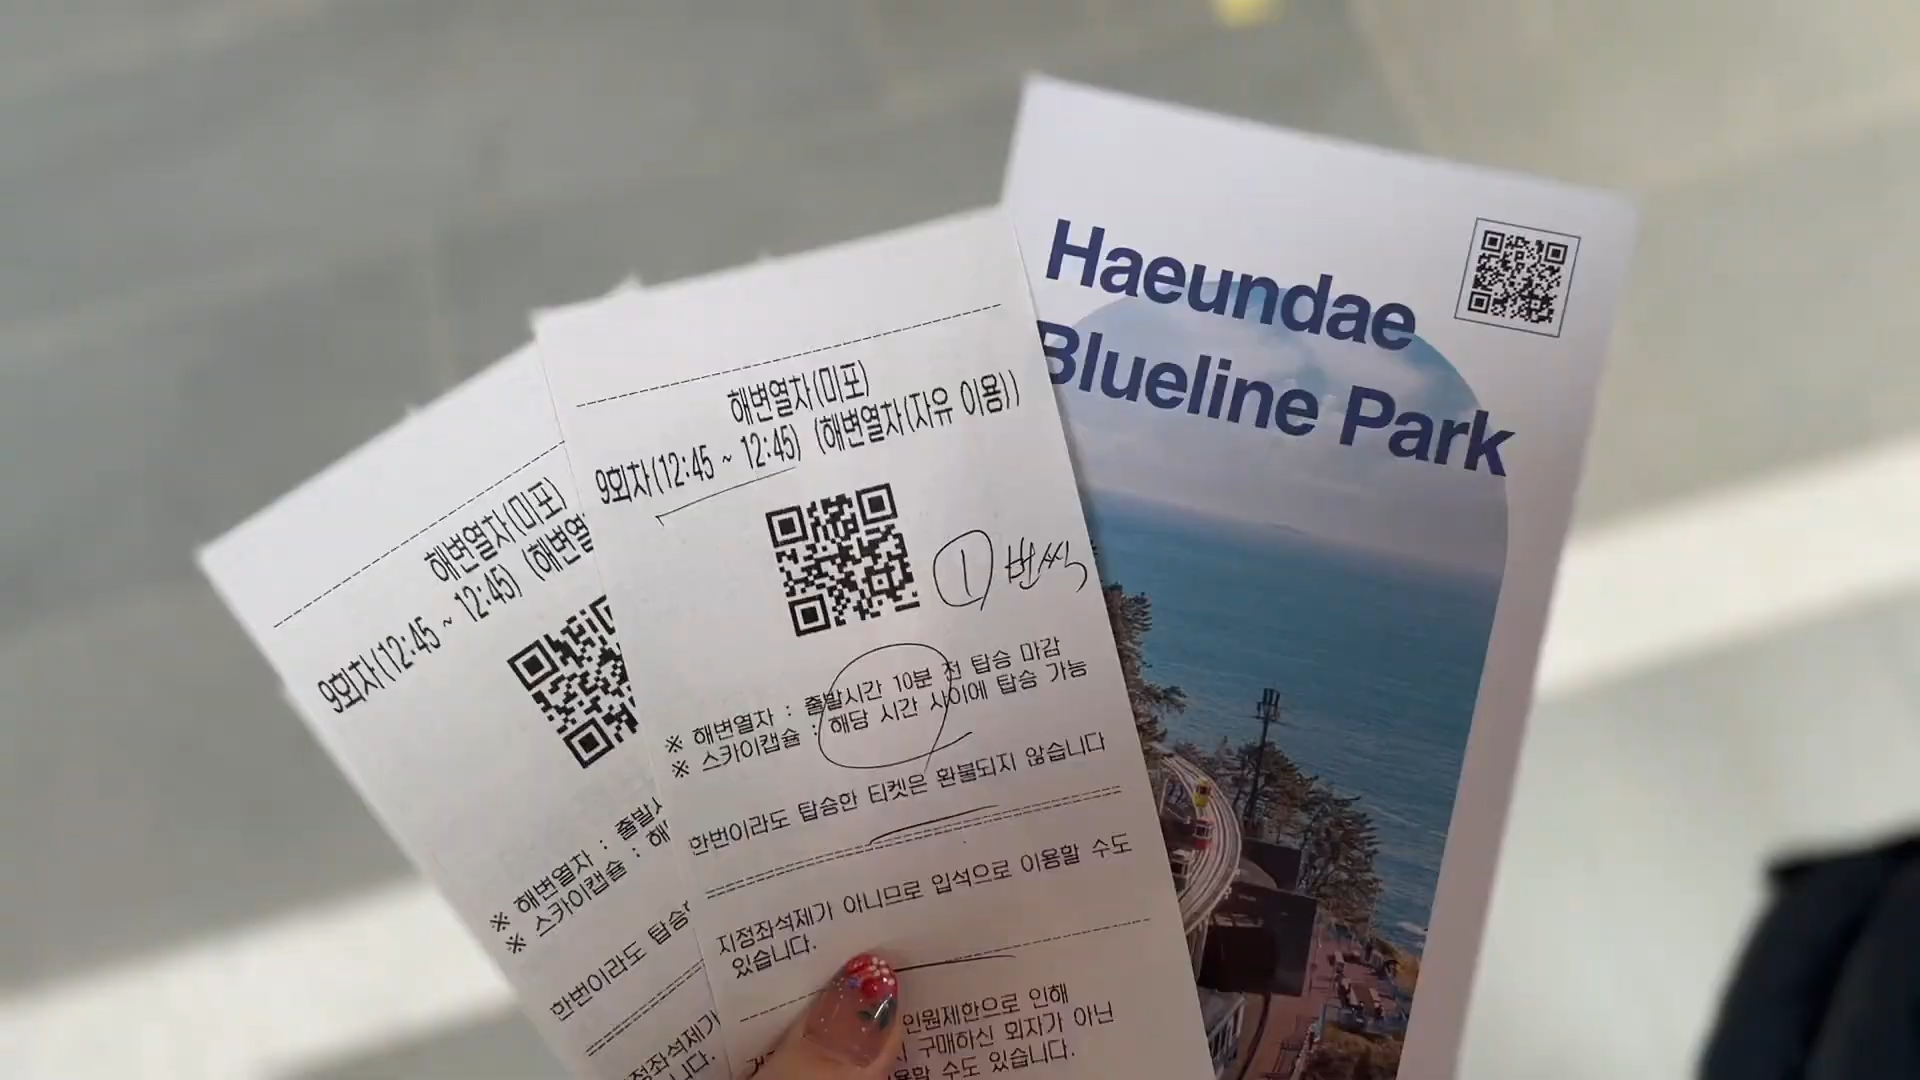 해변열차(미포)
9회차(12:45 ~ 12:45) (해변열
※ 해변열차 : 출발
※ 스카이캡슐 : 해
한번이라도 탑승
해변열차(미포)
9회차(12:45 ~ 12:45) (해변열차(자유 이용))
① 번씩
※ 해변열차 : 출발시간 10분 전 탑승 마감
※ 스카이캡슐 : 해당 시간 사이에 탑승 가능
한번이라도 탑승한 티켓은 환불되지 않습니다
지정좌석제가 아니므로 입석으로 이용할 수도
있습니다.
인원제한으로 인해
구매하신 회차가 아닌
수도 있습니다.
Haeundae
Blueline Park